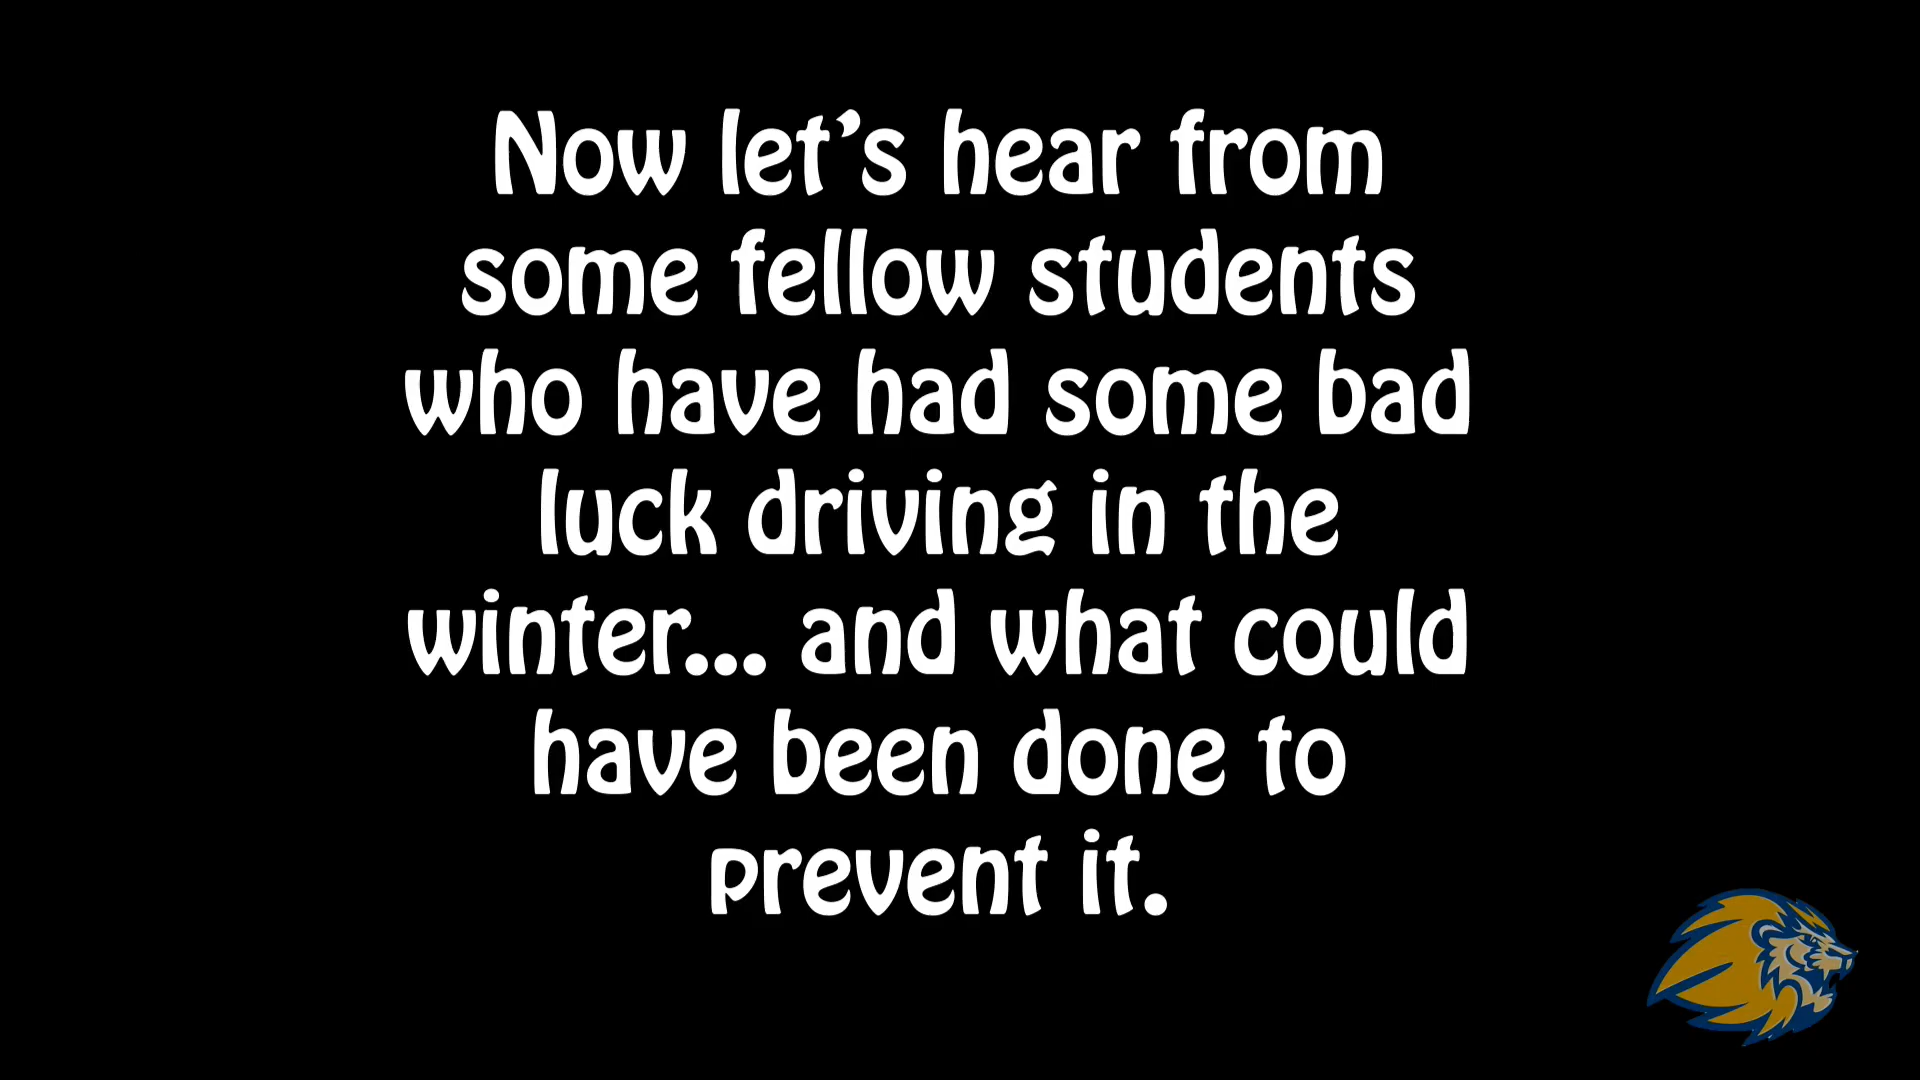 Now let’s hear from
some fellow students
who have had some bad
luck driving in the
winter... and what could
have been done to
prevent it.